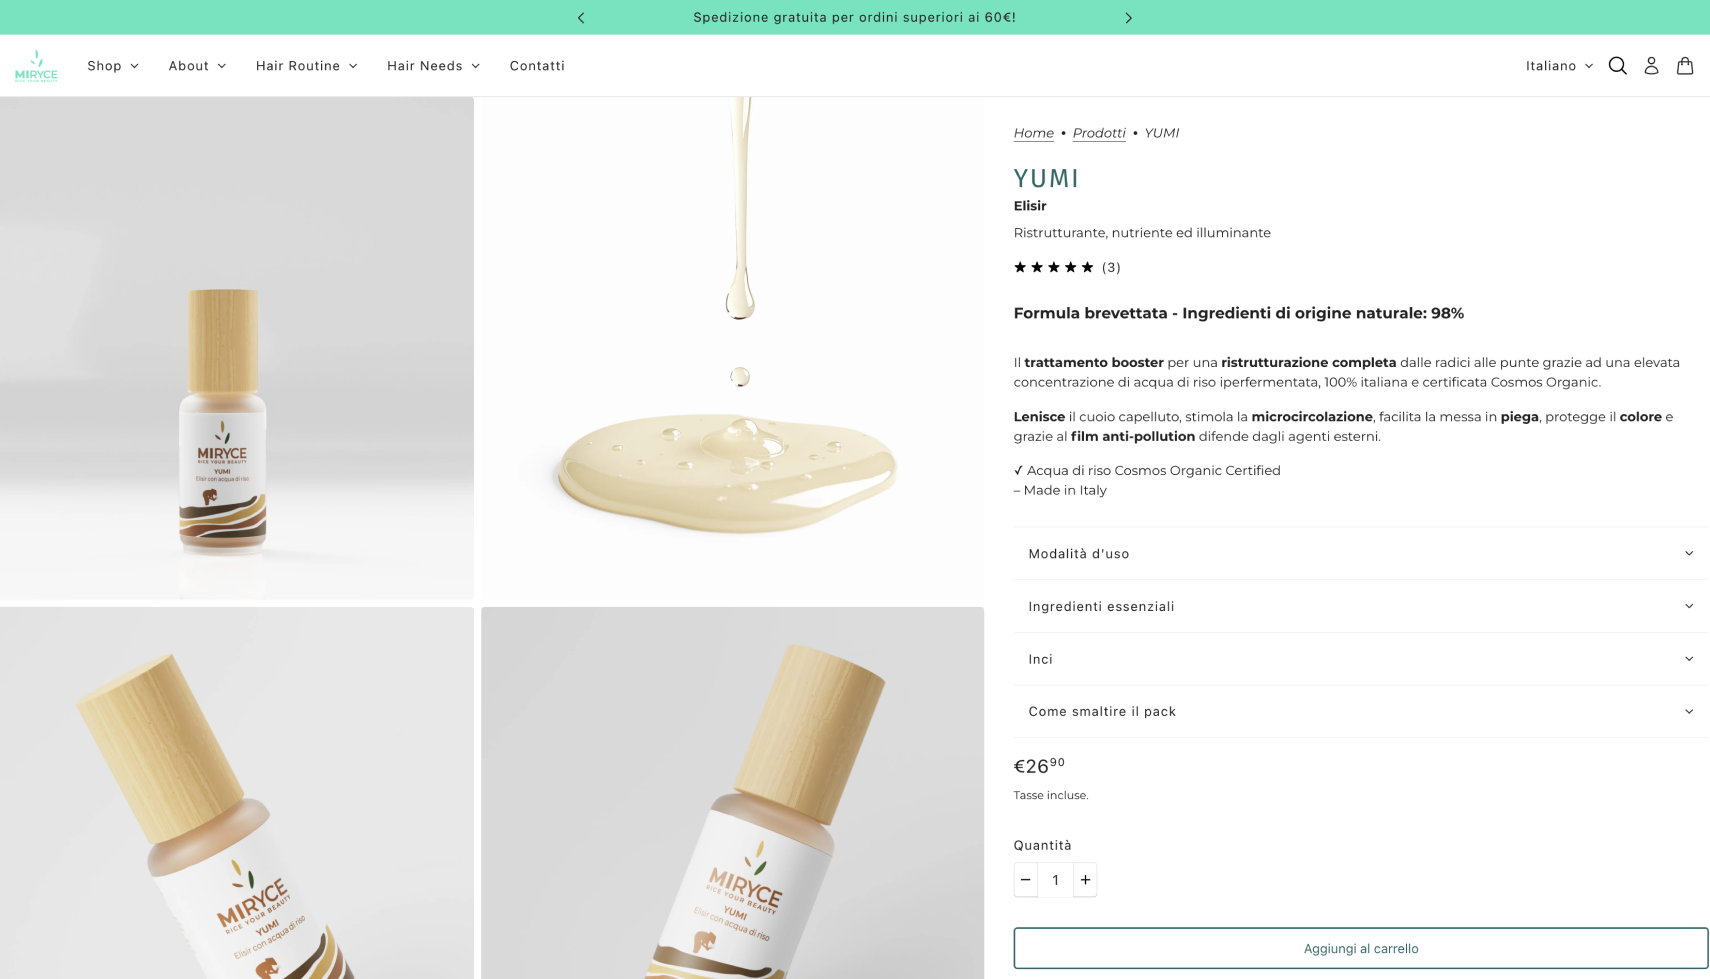 Spedizione gratuita per ordini superiori ai 60€!
MIRYCE
RICE YOUR BEAUTY
Shop
About
Hair Routine
Hair Needs
Contatti
Italiano
MIRYCE
RICE YOUR BEAUTY
YUMI
Elisir con acqua di riso
MIRYCE
RICE YOUR BEAUTY
YUMI
Elisir con acqua di riso
MIRYCE
RICE YOUR BEAUTY
YUMI
Elisir con acqua di riso
Home • Prodotti • YUMI
YUMI
Elisir
Ristrutturante, nutriente ed illuminante
★★★★★ (3)
Formula brevettata - Ingredienti di origine naturale: 98%
Il trattamento booster per una ristrutturazione completa dalle radici alle punte grazie ad una elevata
concentrazione di acqua di riso iperfermentata, 100% italiana e certificata Cosmos Organic.
Lenisce il cuoio capelluto, stimola la microcircolazione, facilita la messa in piega, protegge il colore e
grazie al film anti-pollution difende dagli agenti esterni.
✓ Acqua di riso Cosmos Organic Certified
– Made in Italy
Modalità d'uso
Ingredienti essenziali
Inci
Come smaltire il pack
€26⁹⁰
Tasse incluse.
Quantità
− 1 +
Aggiungi al carrello